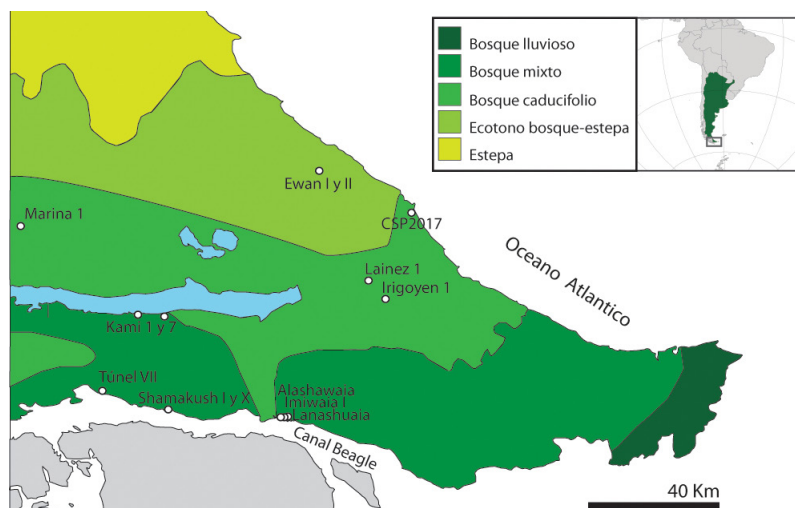 Bosque lluvioso
Bosque mixto
Bosque caducifolio
Ecotono bosque-estepa
Estepa
Ewan I y II
Marina 1
CSP2017
Oceano Atlantico
Lainez 1
Irigoyen 1
Kami 1 y 7
Túnel VII
Shamakush I y X
Alashawaia
Imiwaia I
Lanashuaia
Canal Beagle
40 Km